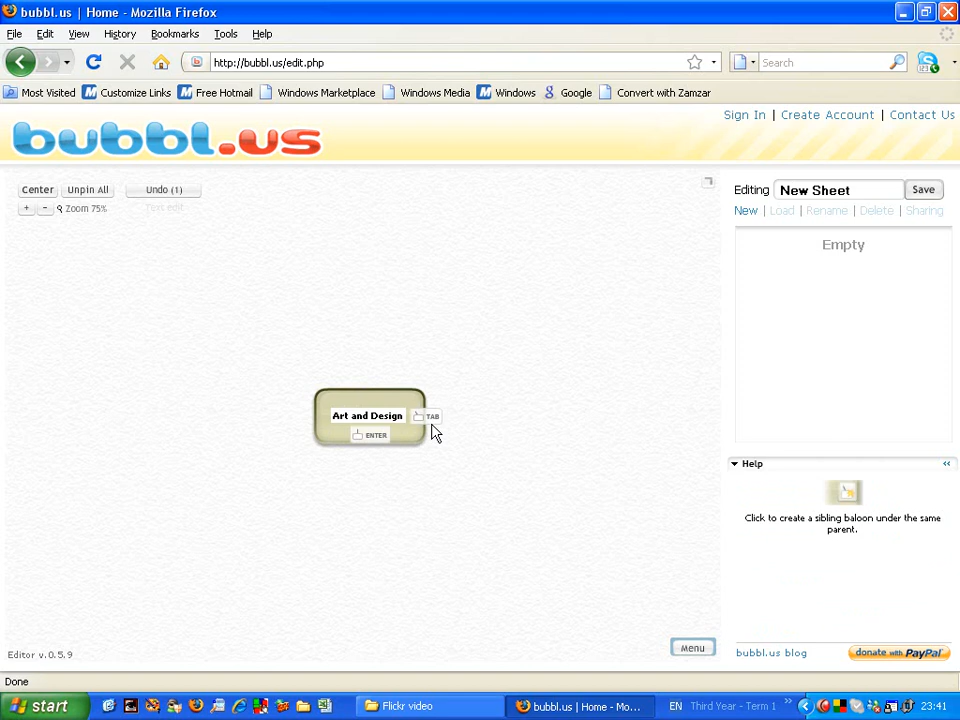 bubbl.us | Home - Mozilla Firefox
File Edit View History Bookmarks Tools Help
http://bubbl.us/edit.php
Search
Most Visited Customize Links Free Hotmail Windows Marketplace Windows Media Windows Google Convert with Zamzar
Sign In | Create Account | Contact Us
bubbl.us
Center Unpin All Undo (1)
+ - Zoom 75% Text edit
Editing New Sheet Save
New | Load | Rename | Delete | Sharing
Empty
Art and Design TAB
ENTER
Help
Click to create a sibling baloon under the same
parent.
Editor v.0.5.9
Menu
bubbl.us blog
donate with PayPal
Done
start Flickr video bubbl.us | Home - Mo... EN Third Year - Term 1 23:41